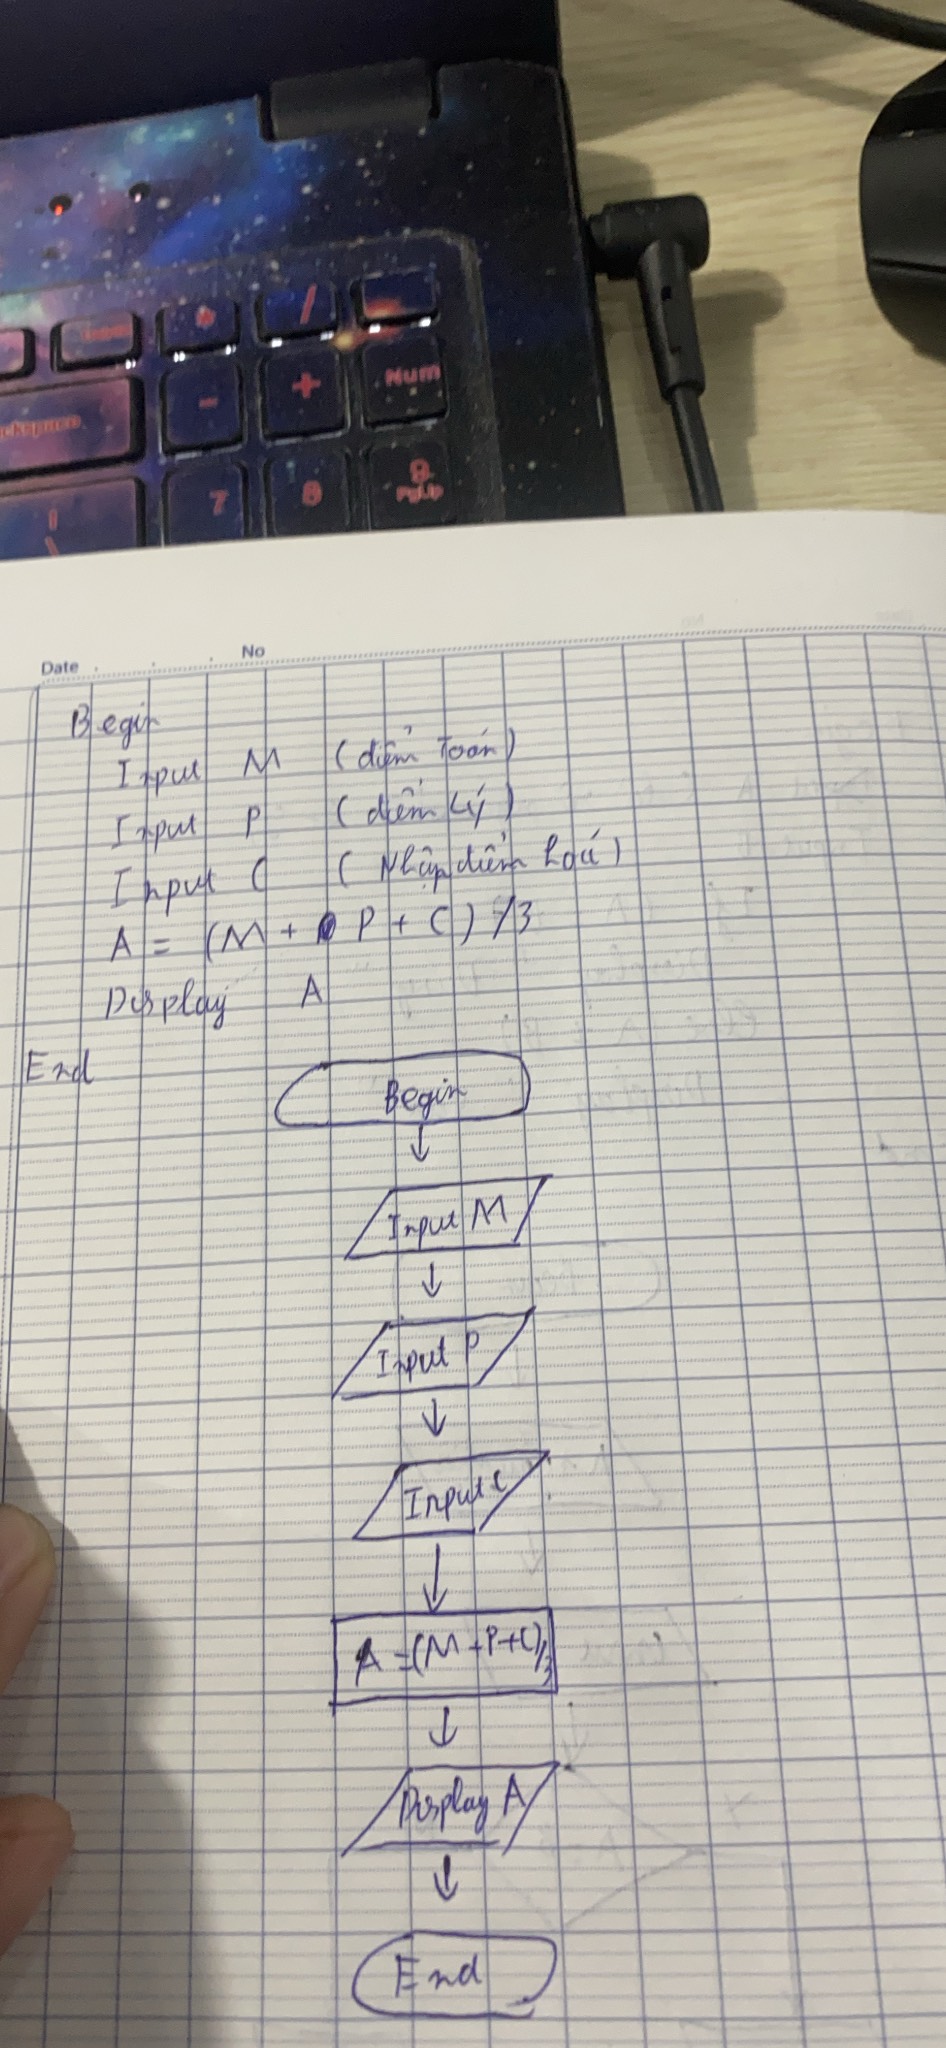 *
/
-
+
Num
ckspace
7
8
9
PgUp
\
Date
No
Begin
Input M (điểm Toán)
Input P (điểm Lý)
Input C (Nhập điểm hoá)
A = (M + P + C) / 3
Display A
End
Begin
Input M
Input P
Input C
A = (M + P + C)/3
Display A
End